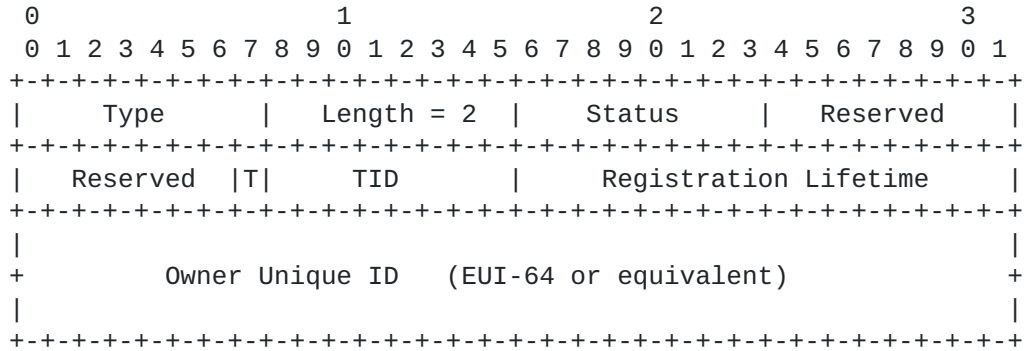 0                   1                   2                   3
 0 1 2 3 4 5 6 7 8 9 0 1 2 3 4 5 6 7 8 9 0 1 2 3 4 5 6 7 8 9 0 1
+-+-+-+-+-+-+-+-+-+-+-+-+-+-+-+-+-+-+-+-+-+-+-+-+-+-+-+-+-+-+-+-+
|     Type      |   Length = 2  |    Status     |   Reserved    |
+-+-+-+-+-+-+-+-+-+-+-+-+-+-+-+-+-+-+-+-+-+-+-+-+-+-+-+-+-+-+-+-+
|   Reserved  |T|     TID       |     Registration Lifetime     |
+-+-+-+-+-+-+-+-+-+-+-+-+-+-+-+-+-+-+-+-+-+-+-+-+-+-+-+-+-+-+-+-+
|                                                               |
+         Owner Unique ID   (EUI-64 or equivalent)              +
|                                                               |
+-+-+-+-+-+-+-+-+-+-+-+-+-+-+-+-+-+-+-+-+-+-+-+-+-+-+-+-+-+-+-+-+